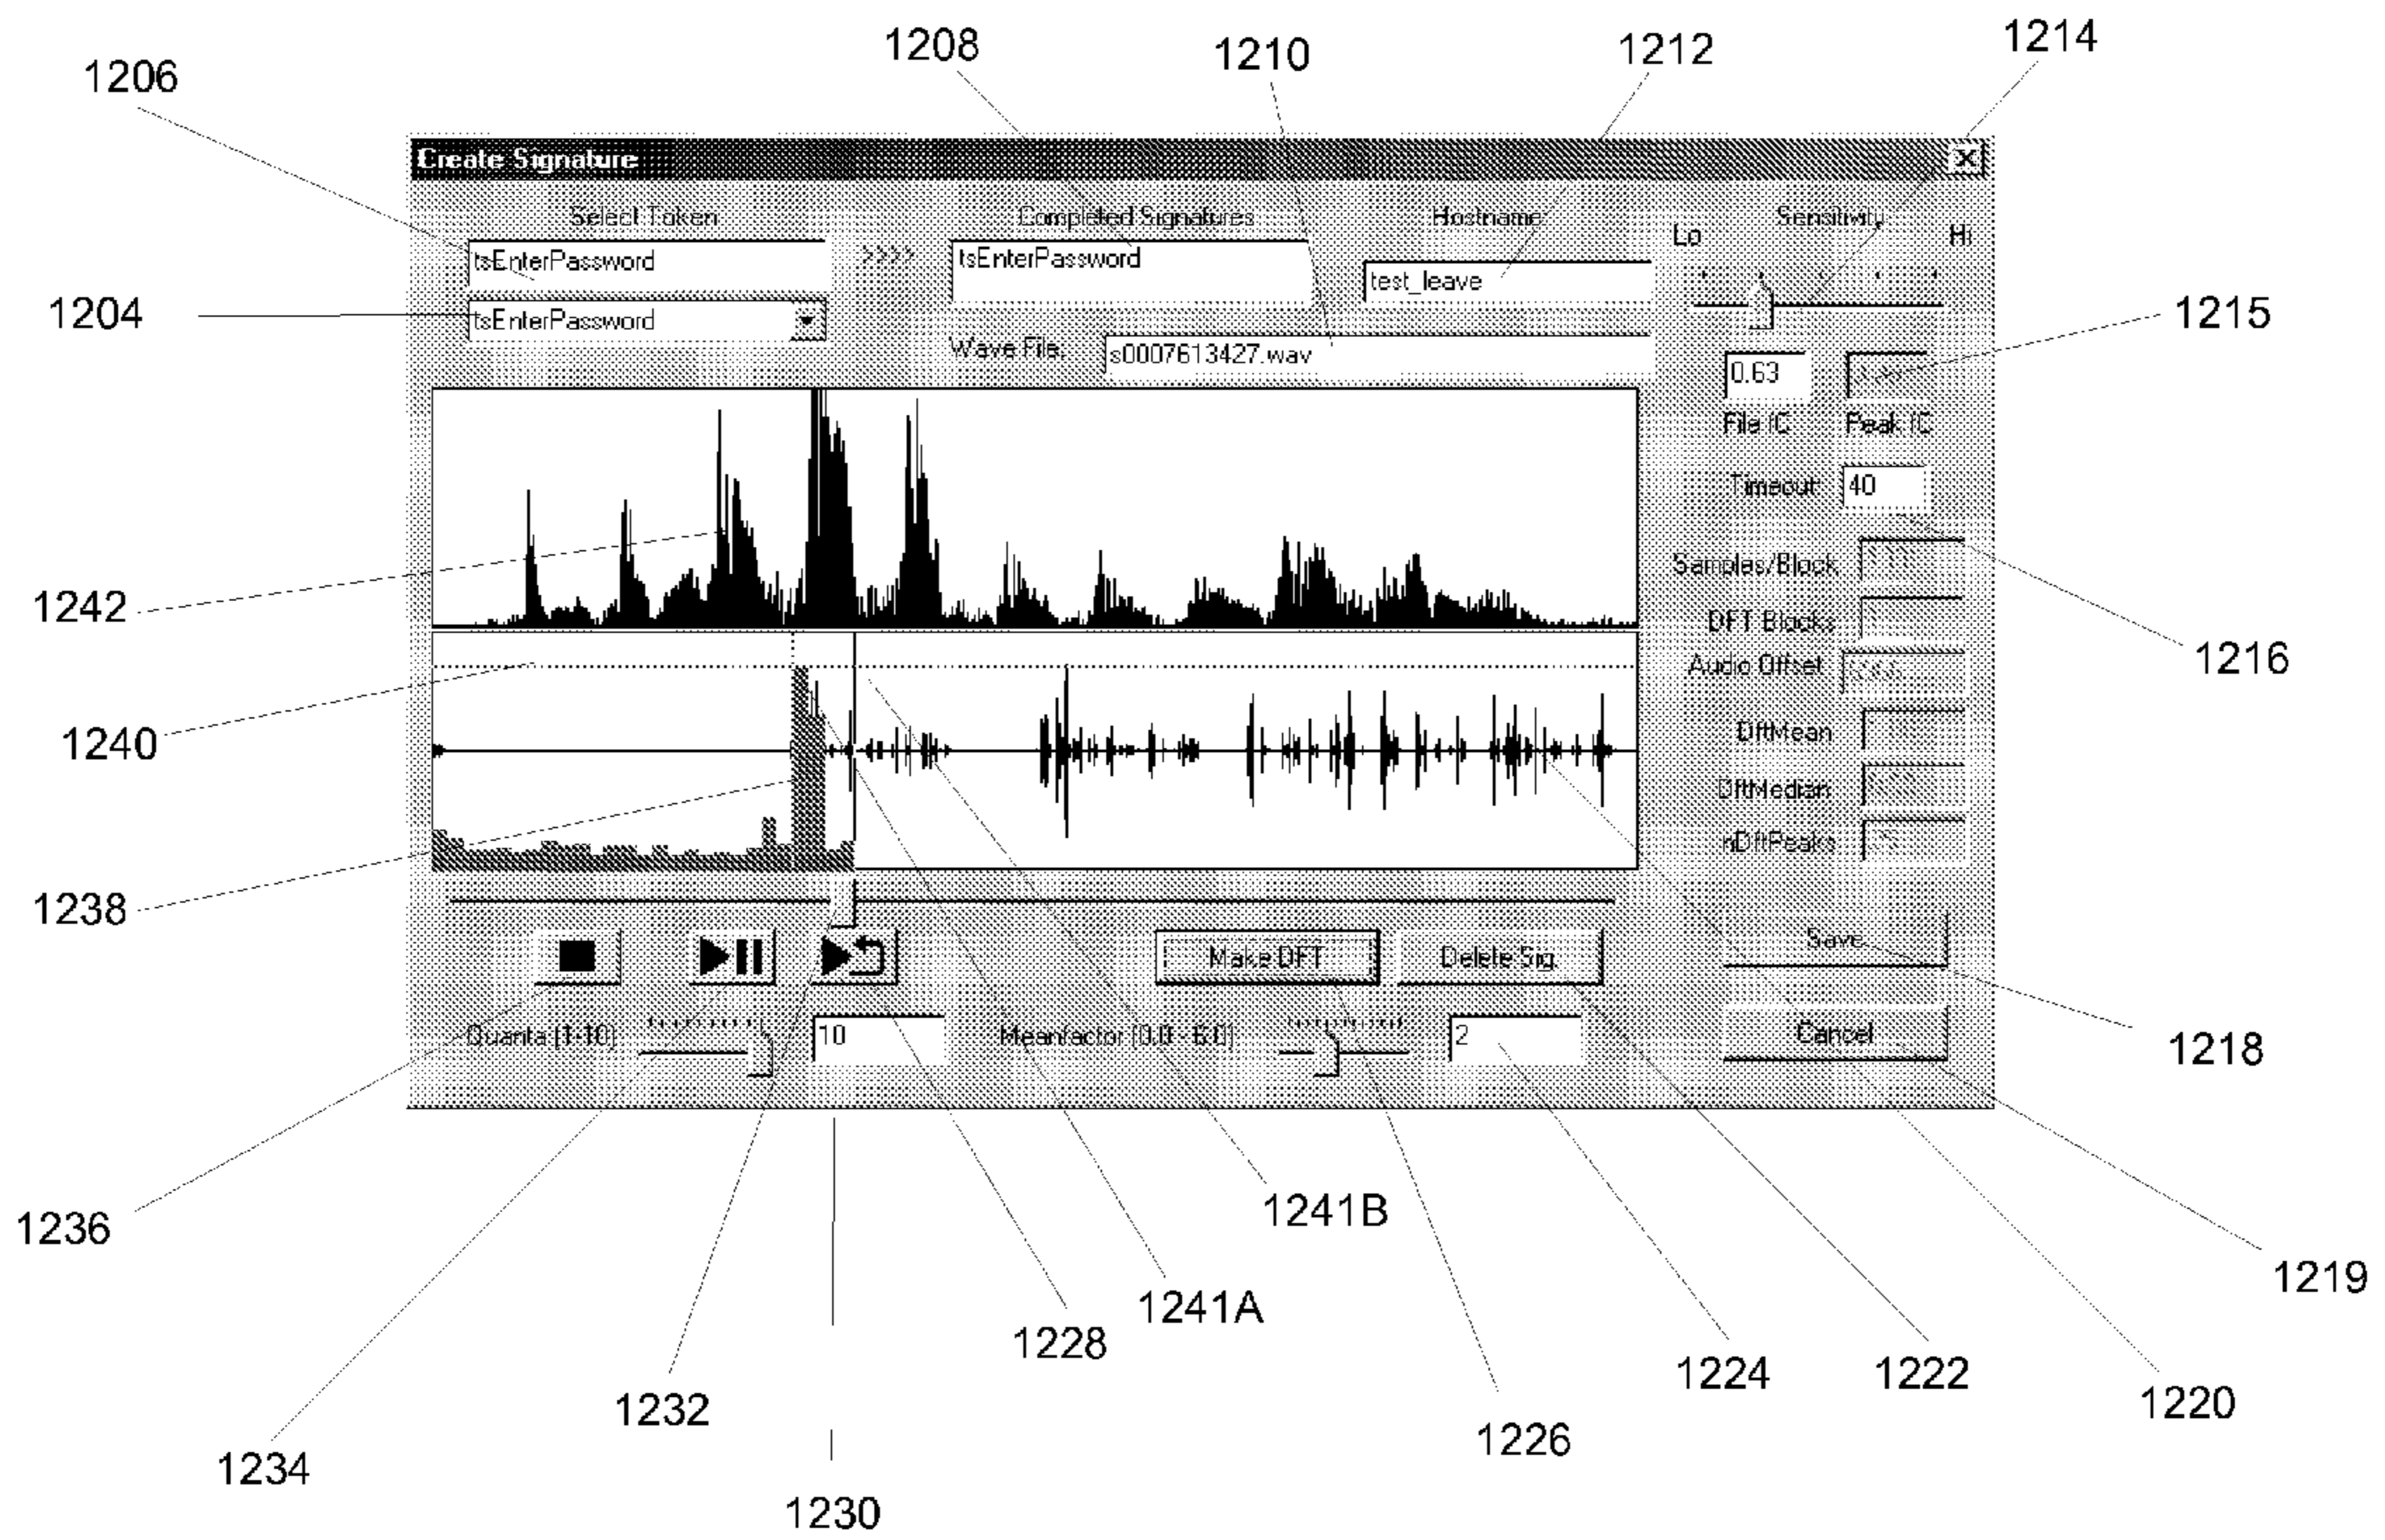 1208
1210
1212
1214
1206
Create Signature
Select Token
Completed Signatures
Hostname
Sensitivity
Lo
Hi
tsEnterPassword
>>>>
tsEnterPassword
test_leave
1204
tsEnterPassword
1215
Wave File:
s0007613427.wav
0.63
File IC
Peak IC
Timeout
40
1242
Samples/Block
DFT Blocks
1216
Audio Offset
1240
DftMean
DftMedian
nDftPeaks
1238
Make DFT
Delete Sig.
Save
Quanta (1-10)
10
Meanfactor (0.0 - 6.0)
2
Cancel
1218
1236
1241B
1219
1241A
1228
1224
1222
1220
1232
1226
1234
1230